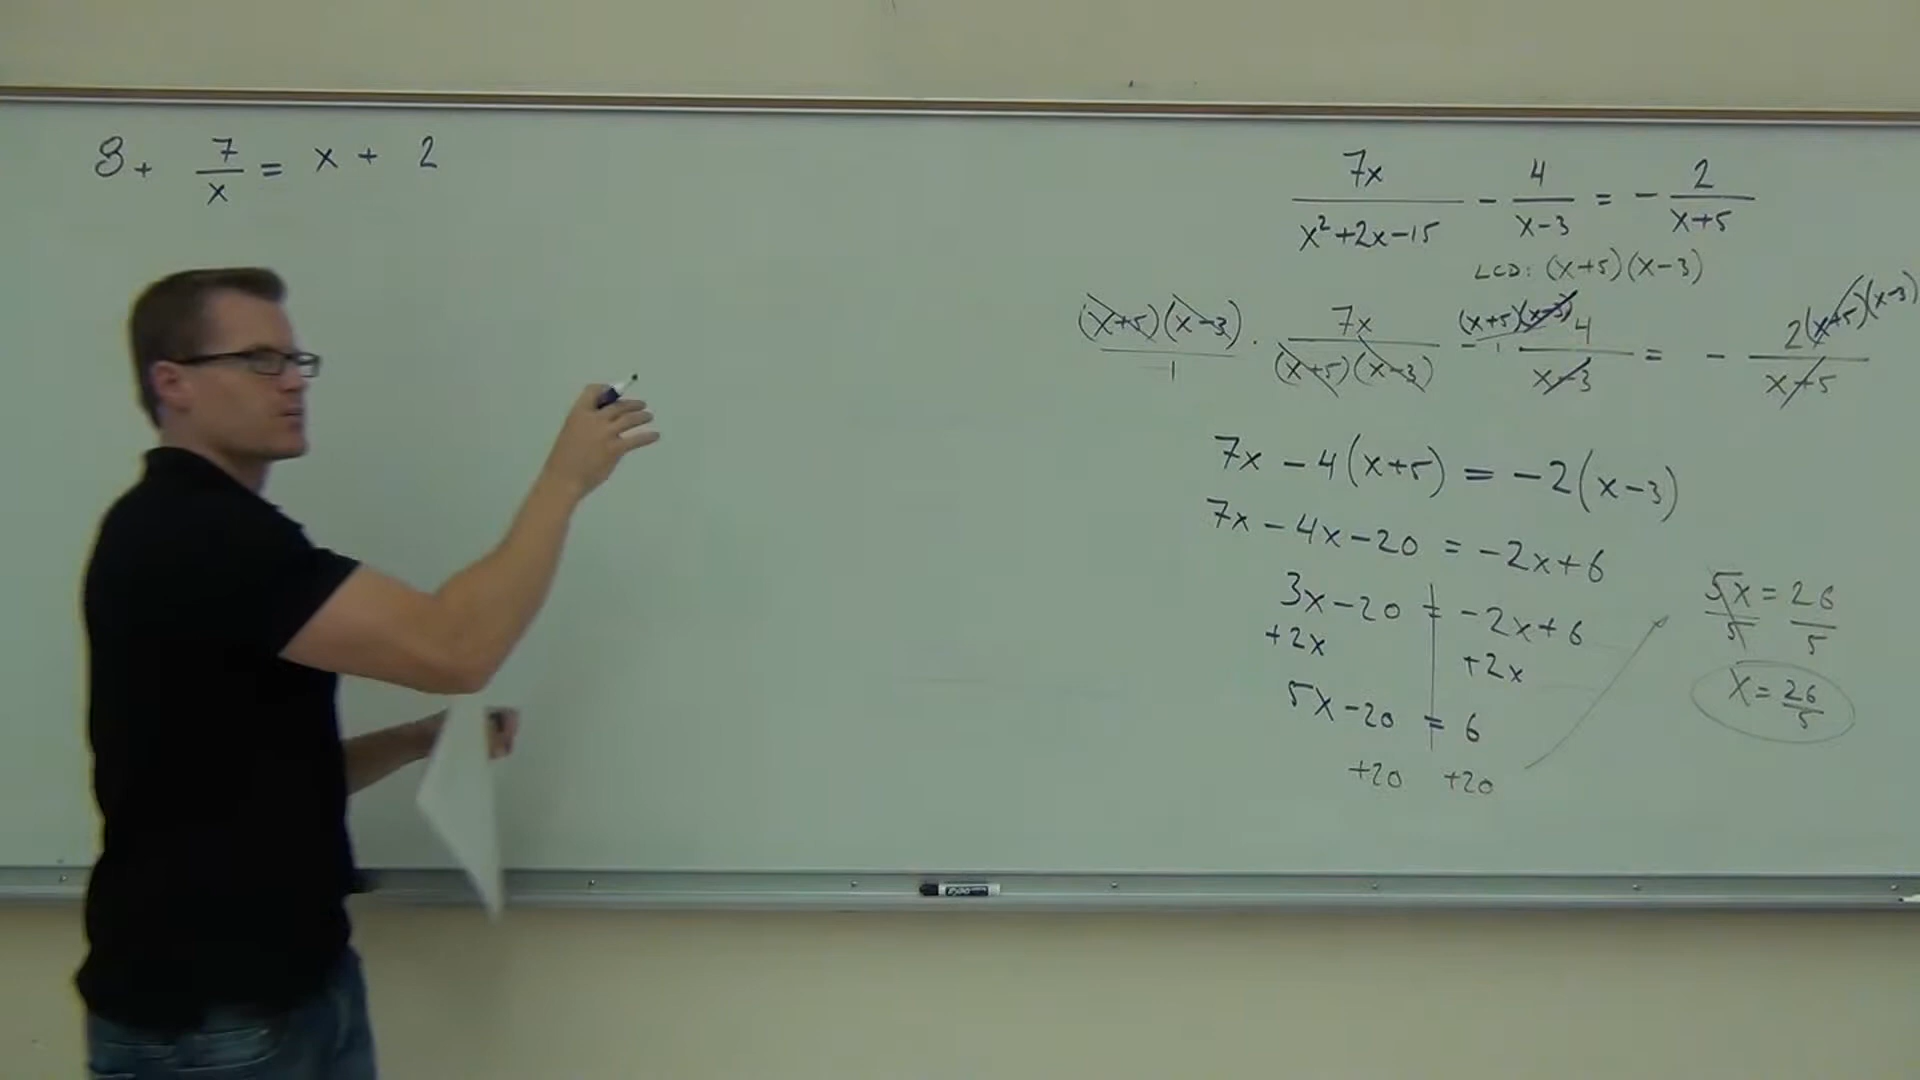 8 + 7/x = x + 2
7x/(x²+2x-15) - 4/(x-3) = - 2/(x+5)
LCD: (x+5)(x-3)
(x+5)(x-3)/1 · 7x/((x+5)(x-3)) - (x+5)(x-3)/1 · 4/(x-3) = - 2(x+5)(x-3)/(x+5)
7x - 4(x+5) = -2(x-3)
7x - 4x - 20 = -2x + 6
3x - 20 = -2x + 6
+2x +2x
5x - 20 = 6
+20 +20
5x/5 = 26/5
x = 26/5